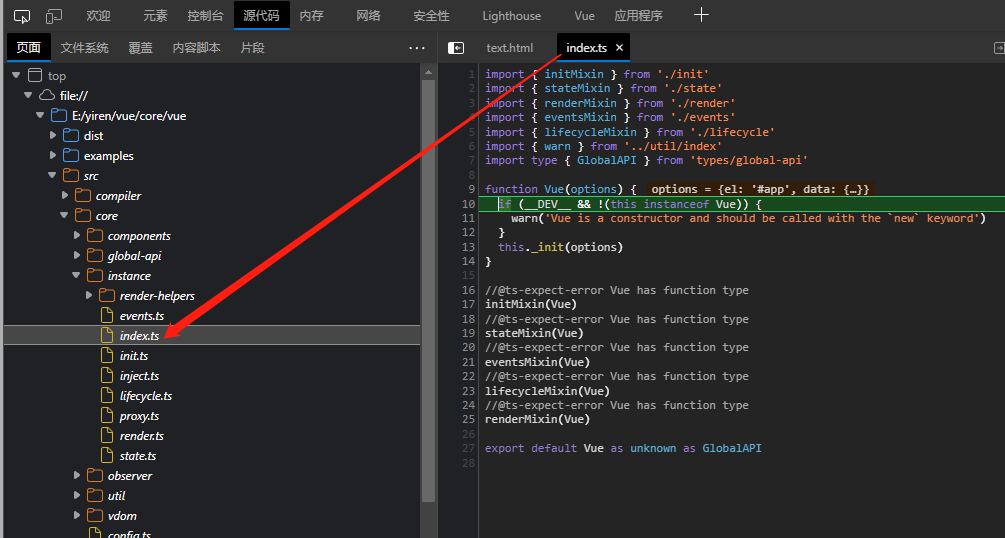 欢迎 元素 控制台 源代码 内存 网络 安全性 Lighthouse Vue 应用程序
页面 文件系统 覆盖 内容脚本 片段 ...
top
file://
E:/yiren/vue/core/vue
dist
examples
src
compiler
core
components
global-api
instance
render-helpers
events.ts
index.ts
init.ts
inject.ts
lifecycle.ts
proxy.ts
render.ts
state.ts
observer
util
vdom
config.ts
text.html index.ts ×
1 import { initMixin } from './init'
2 import { stateMixin } from './state'
3 import { renderMixin } from './render'
4 import { eventsMixin } from './events'
5 import { lifecycleMixin } from './lifecycle'
6 import { warn } from '../util/index'
7 import type { GlobalAPI } from 'types/global-api'
8
9 function Vue(options) { options = {el: '#app', data: {…}}
10 if (__DEV__ && !(this instanceof Vue)) {
11 warn('Vue is a constructor and should be called with the `new` keyword')
12 }
13 this._init(options)
14 }
15
16 //@ts-expect-error Vue has function type
17 initMixin(Vue)
18 //@ts-expect-error Vue has function type
19 stateMixin(Vue)
20 //@ts-expect-error Vue has function type
21 eventsMixin(Vue)
22 //@ts-expect-error Vue has function type
23 lifecycleMixin(Vue)
24 //@ts-expect-error Vue has function type
25 renderMixin(Vue)
26
27 export default Vue as unknown as GlobalAPI
28